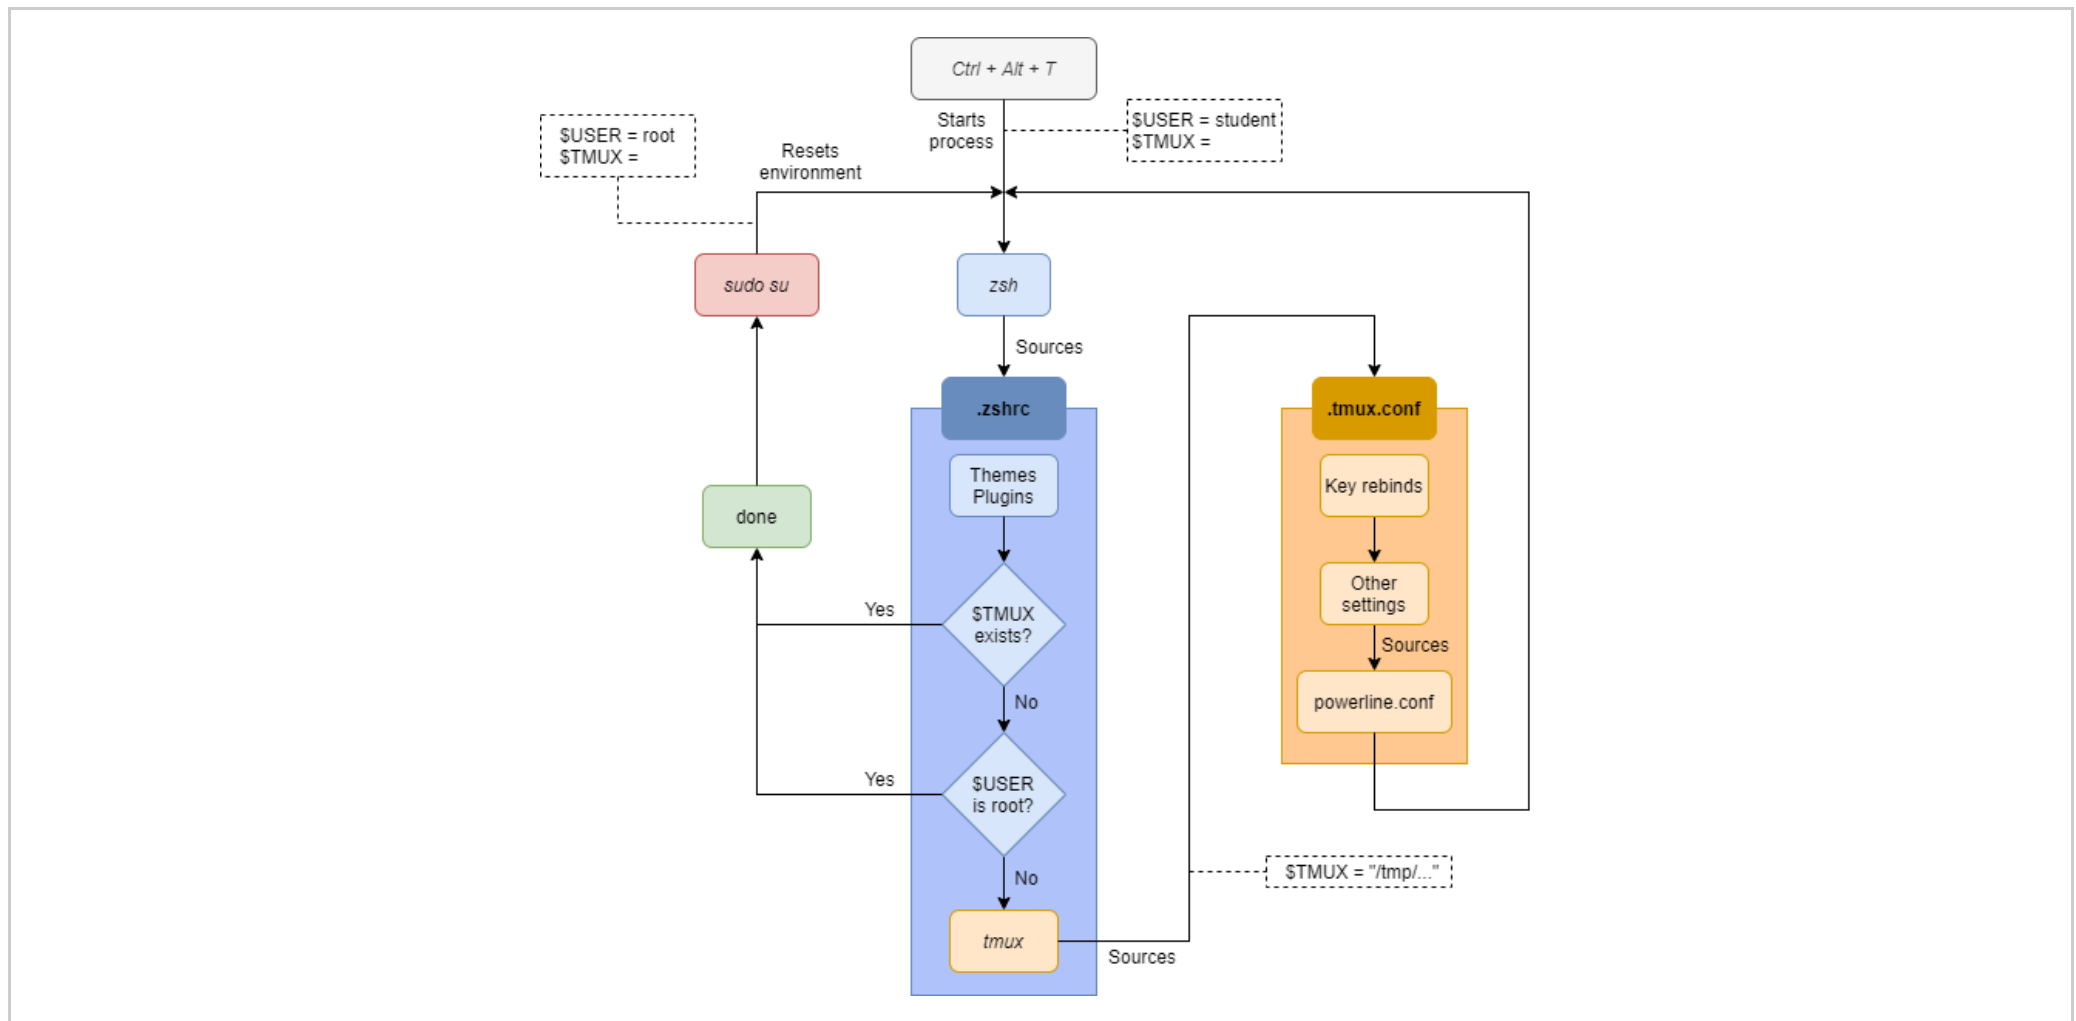 Ctrl + Alt + T
Starts
process
$USER = student
$TMUX =
$USER = root
$TMUX =
Resets
environment
sudo su
zsh
Sources
.zshrc
.tmux.conf
Themes
Plugins
Key rebinds
done
Other
settings
Yes
$TMUX
exists?
Sources
No
powerline.conf
Yes
$USER
is root?
$TMUX = "/tmp/..."
No
tmux
Sources